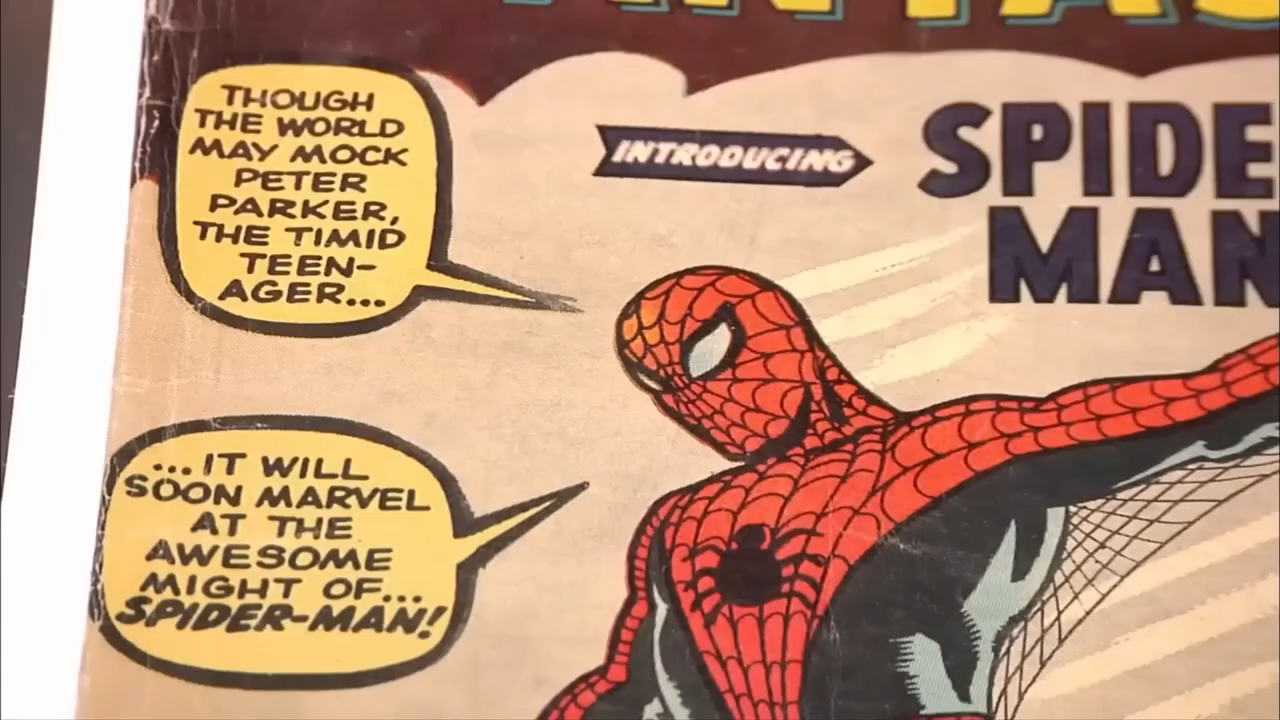 THOUGH
THE WORLD
MAY MOCK
PETER
PARKER,
THE TIMID
TEEN-
AGER...
INTRODUCING
SPIDE
MAN
...IT WILL
SOON MARVEL
AT THE
AWESOME
MIGHT OF...
SPIDER-MAN!